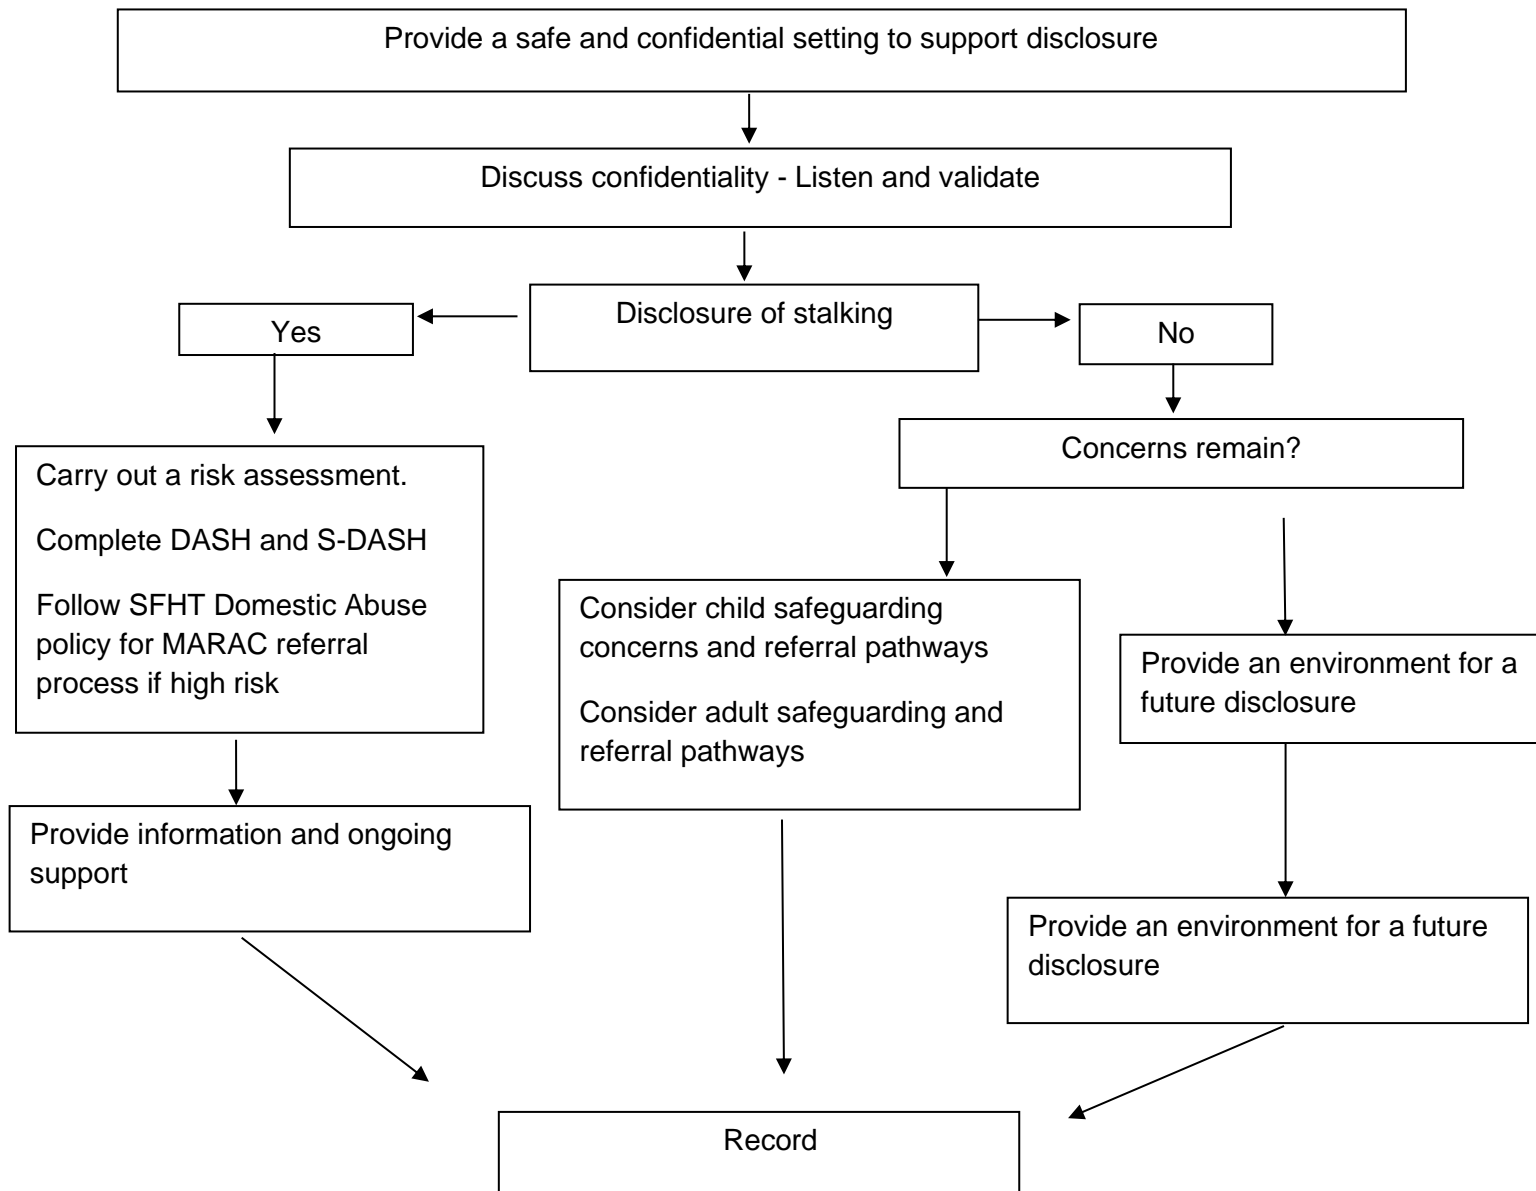 Provide a safe and confidential setting to support disclosure
Discuss confidentiality - Listen and validate
Disclosure of stalking
Yes
No
Concerns remain?
Carry out a risk assessment.
Complete DASH and S-DASH
Follow SFHT Domestic Abuse
policy for MARAC referral
process if high risk
Consider child safeguarding
concerns and referral pathways
Consider adult safeguarding and
referral pathways
Provide an environment for a
future disclosure
Provide information and ongoing
support
Provide an environment for a future
disclosure
Record